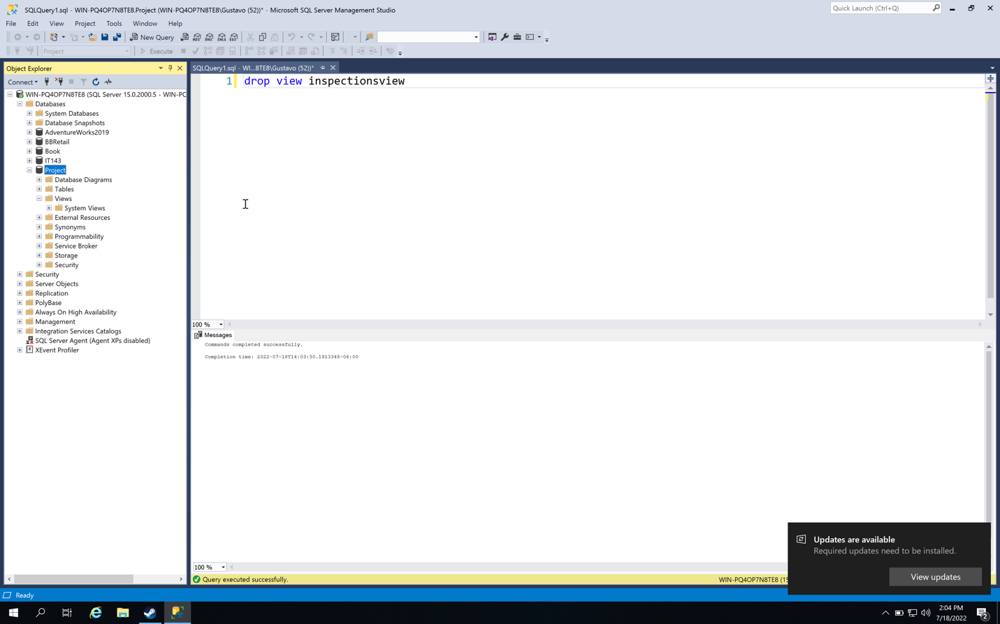 SQLQuery1.sql - WIN-PQ4OP7N8TE8.Project (WIN-PQ4OP7N8TE8\Gustavo (52))* - Microsoft SQL Server Management Studio
Quick Launch (Ctrl+Q)
File Edit View Project Tools Window Help
New Query
MDX DMX XMLA DAX
Project
Execute
Object Explorer
SQLQuery1.sql - WI...8TE8\Gustavo (52))*
Connect
1 drop view inspectionsview
WIN-PQ4OP7N8TE8 (SQL Server 15.0.2000.5 - WIN-PC
Databases
System Databases
Database Snapshots
AdventureWorks2019
BBRetail
Book
IT143
Project
Database Diagrams
Tables
Views
System Views
External Resources
Synonyms
Programmability
Service Broker
Storage
Security
Security
Server Objects
Replication
PolyBase
Always On High Availability
Management
Integration Services Catalogs
SQL Server Agent (Agent XPs disabled)
XEvent Profiler
100 %
Messages
Commands completed successfully.
Completion time: 2022-07-18T14:03:50.1913348-06:00
Updates are available
Required updates need to be installed.
View updates
100 %
Query executed successfully.
WIN-PQ4OP7N8TE8 (15
Ready
2:04 PM
7/18/2022
2